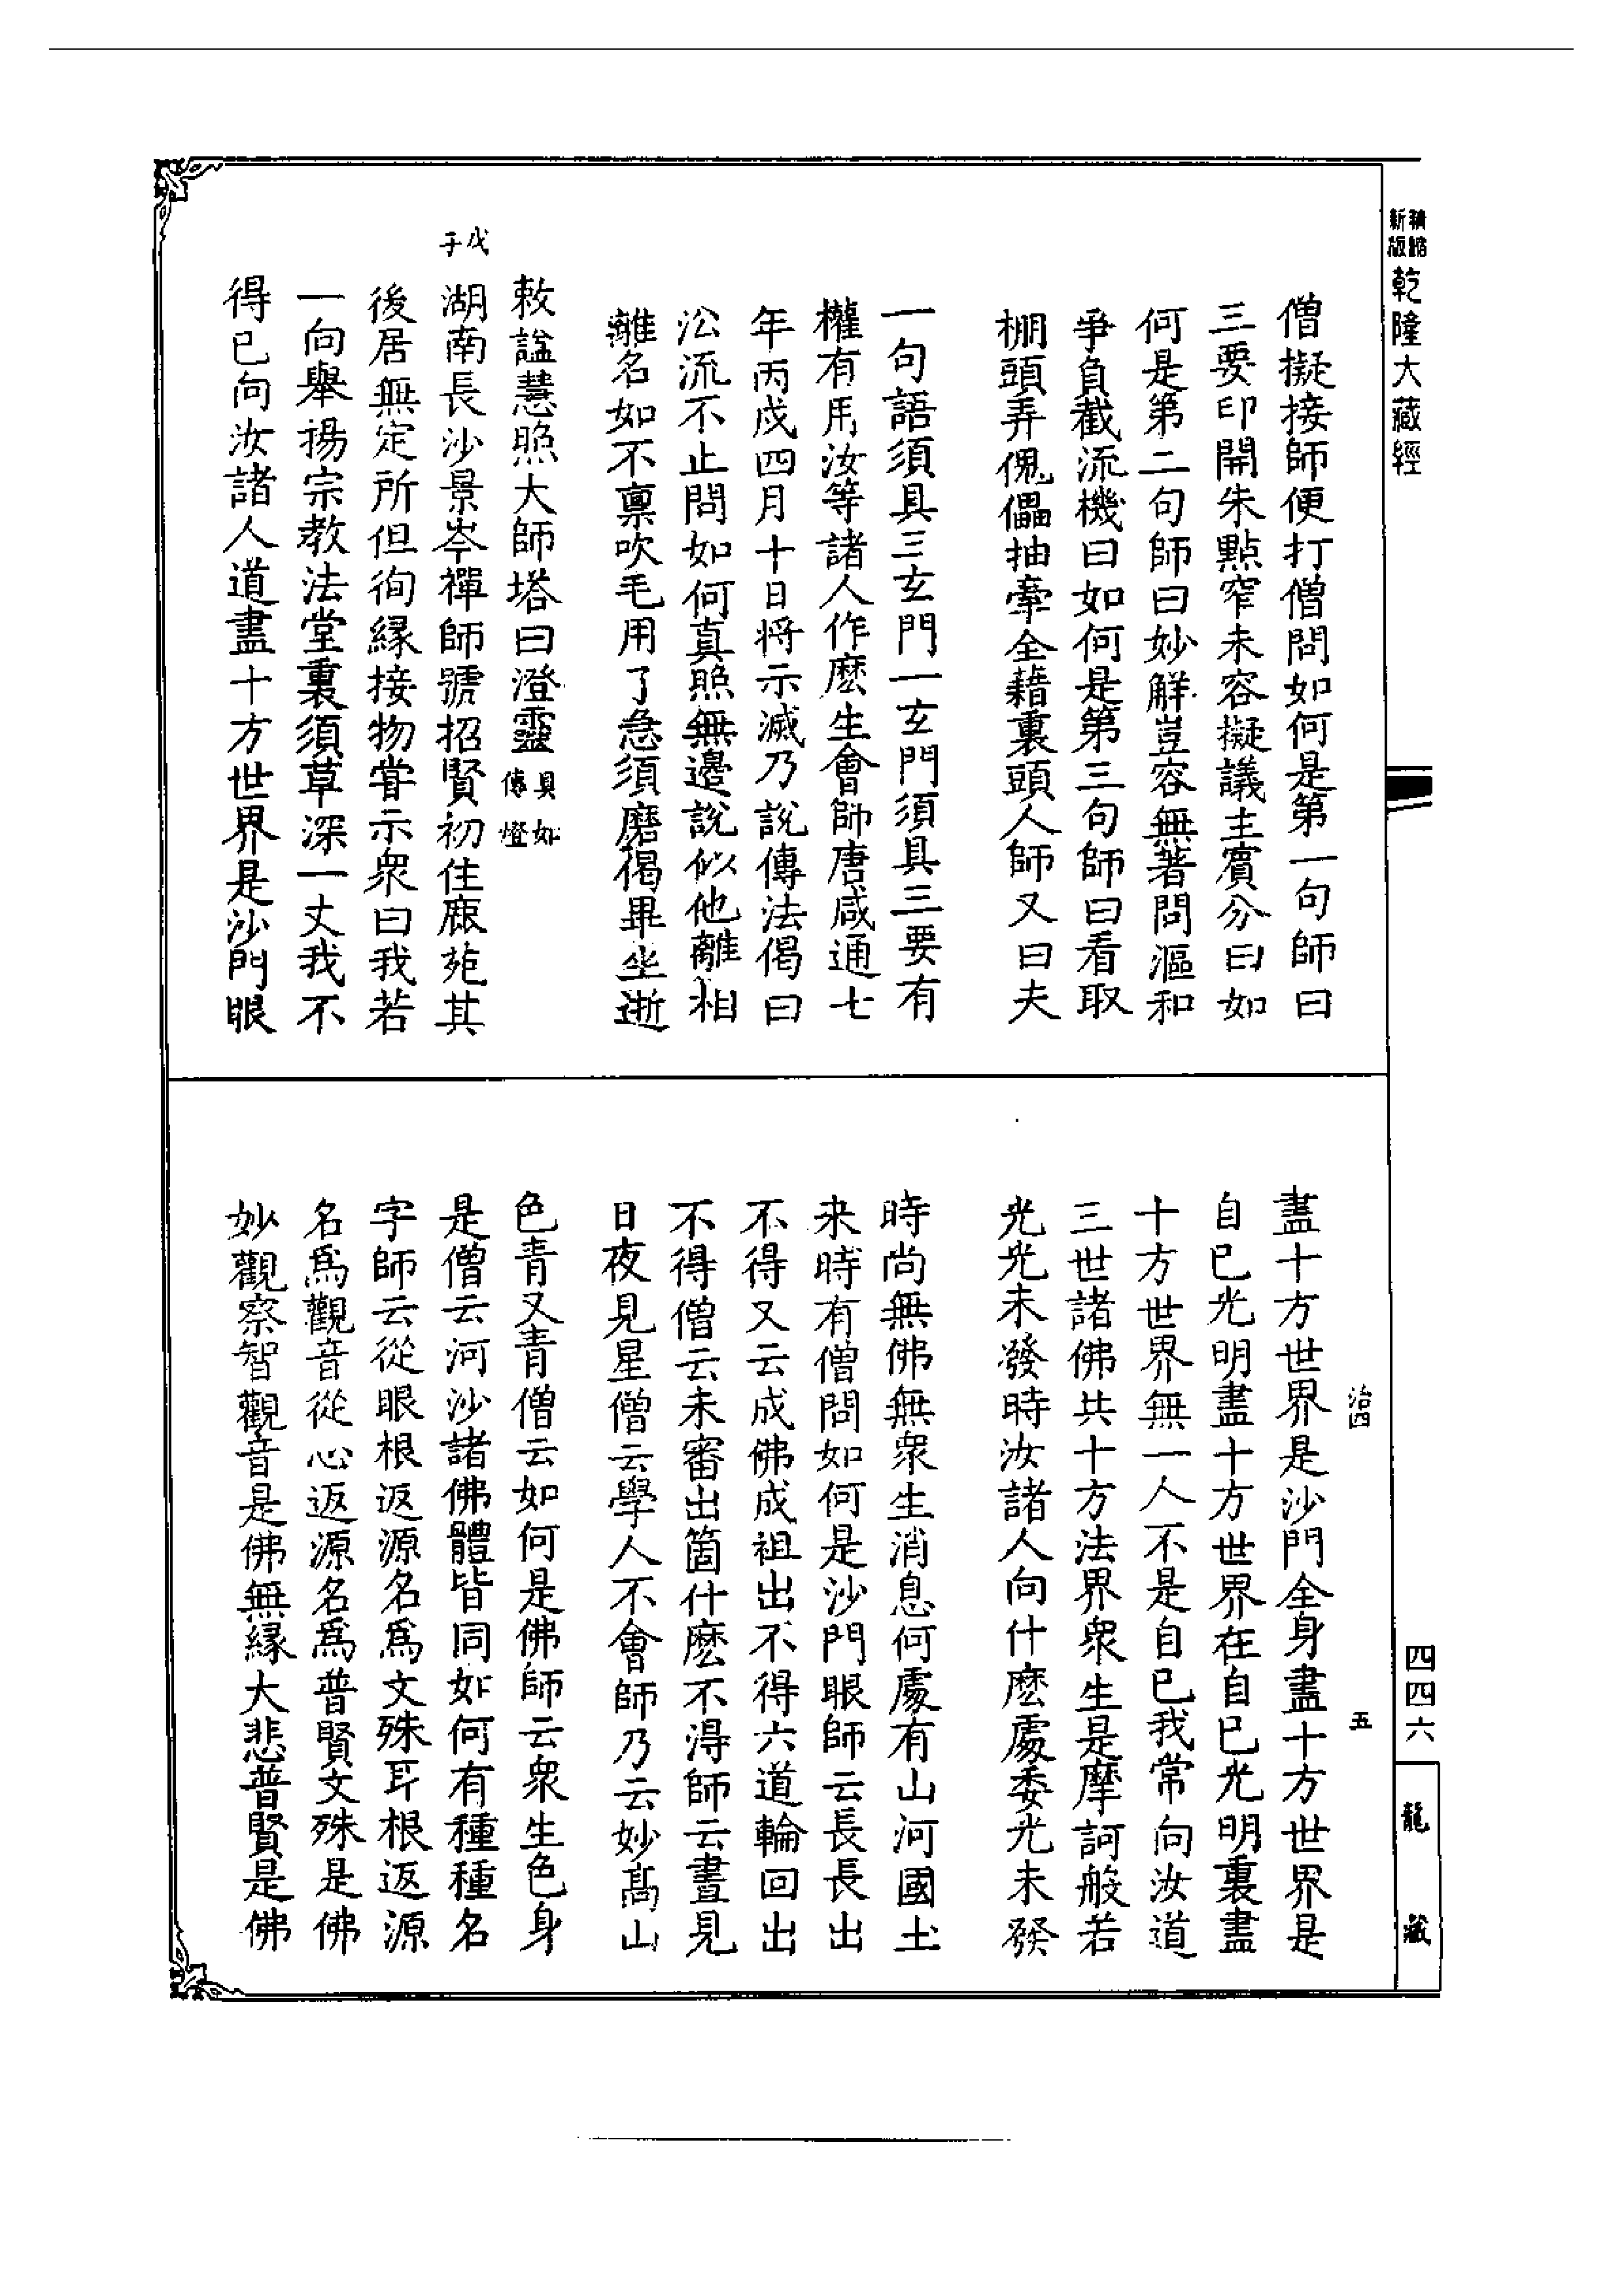 精縮新版 乾隆大藏經
僧擬接師便打僧問如何是第一句師曰
三要印開朱點窄未容擬議主賓分曰如
何是第二句師曰妙解豈容無著問漚和
爭負截流機曰如何是第三句師曰看取
棚頭弄傀儡抽牽全藉裏頭人師又曰夫
一句語須具三玄門一玄門須具三要有
權有用汝等諸人作麽生會師唐咸通七
年丙戌四月十日將示滅乃說傳法偈曰
㳂流不止問如何真照無邊說似他離相
離名如不禀吹毛用了急須磨偈畢坐逝
敕諡慧照大師塔曰澄靈具如傳燈
戊子
湖南長沙景岑禪師號招賢初住鹿苑其
後居無定所但徇緣接物甞示衆曰我若
一向舉揚宗教法堂裏須草深一丈我不
得已向汝諸人道盡十方世界是沙門眼
治四
五
盡十方世界是沙門全身盡十方世界是
自已光明盡十方世界在自已光明裏盡
十方世界無一人不是自已我常向汝道
三世諸佛共十方法界衆生是摩訶般若
光光未發時汝諸人向什麽處委光未發
時尚無佛無衆生消息何處有山河國土
来時有僧問如何是沙門眼師云長長出
不得又云成佛成祖出不得六道輪回出
不得僧云未審出箇什麽不淂師云晝見
日夜見星僧云學人不會師乃云妙髙山
色青又青僧云如何是佛師云衆生色身
是僧云河沙諸佛體皆同如何有種種名
字師云從眼根返源名爲文殊耳根返源
名爲觀音從心返源名爲普賢文殊是佛
妙觀察智觀音是佛無緣大悲普賢是佛
四四六
龍藏